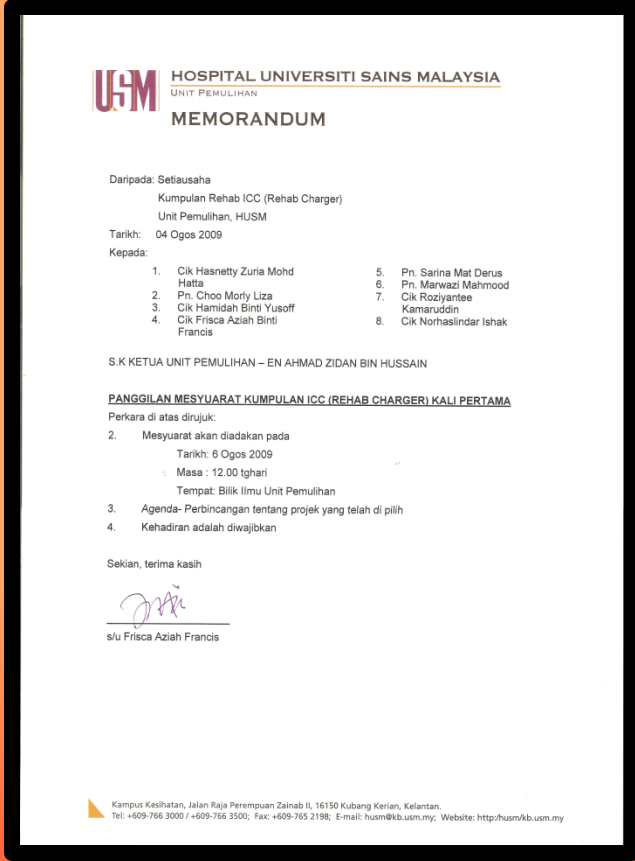 USM
HOSPITAL UNIVERSITI SAINS MALAYSIA
UNIT PEMULIHAN
MEMORANDUM
Daripada: Setiausaha
Kumpulan Rehab ICC (Rehab Charger)
Unit Pemulihan, HUSM
Tarikh: 04 Ogos 2009
Kepada:
1. Cik Hasnetty Zuria Mohd
Hatta
2. Pn. Choo Morly Liza
3. Cik Hamidah Binti Yusoff
4. Cik Frisca Aziah Binti
Francis
5. Pn. Sarina Mat Derus
6. Pn. Marwazi Mahmood
7. Cik Roziyantee
Kamaruddin
8. Cik Norhaslindar Ishak
S.K KETUA UNIT PEMULIHAN – EN AHMAD ZIDAN BIN HUSSAIN
PANGGILAN MESYUARAT KUMPULAN ICC (REHAB CHARGER) KALI PERTAMA
Perkara di atas dirujuk:
2. Mesyuarat akan diadakan pada
Tarikh: 6 Ogos 2009
Masa : 12.00 tghari
Tempat: Bilik Ilmu Unit Pemulihan
3. Agenda- Perbincangan tentang projek yang telah di pilih
4. Kehadiran adalah diwajibkan
Sekian, terima kasih
s/u Frisca Aziah Francis
Kampus Kesihatan, Jalan Raja Perempuan Zainab II, 16150 Kubang Kerian, Kelantan.
Tel: +609-766 3000 / +609-766 3500; Fax: +609-765 2198; E-mail: husm@kb.usm.my; Website: http:/husm/kb.usm.my